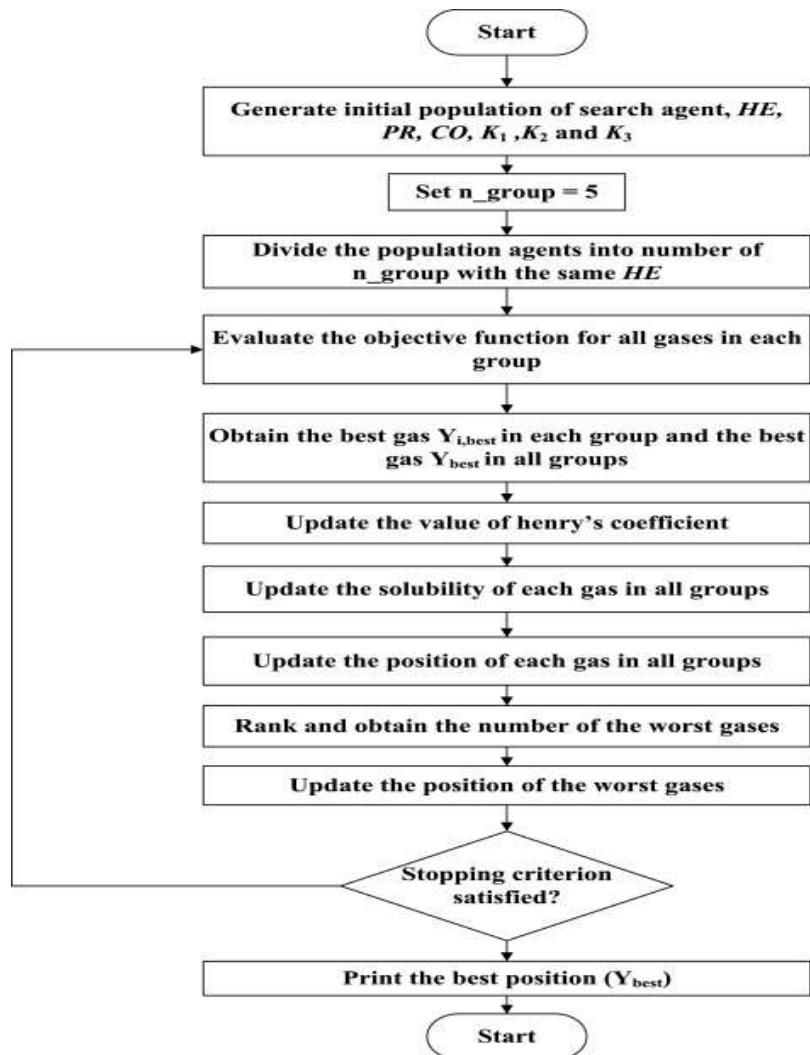 Start
Generate initial population of search agent, HE,
PR, CO, K₁ ,K₂ and K₃
Set n_group = 5
Divide the population agents into number of
n_group with the same HE
Evaluate the objective function for all gases in each
group
Obtain the best gas Yᵢ,best in each group and the best
gas Ybest in all groups
Update the value of henry’s coefficient
Update the solubility of each gas in all groups
Update the position of each gas in all groups
Rank and obtain the number of the worst gases
Update the position of the worst gases
Stopping criterion
satisfied?
Print the best position (Ybest)
Start